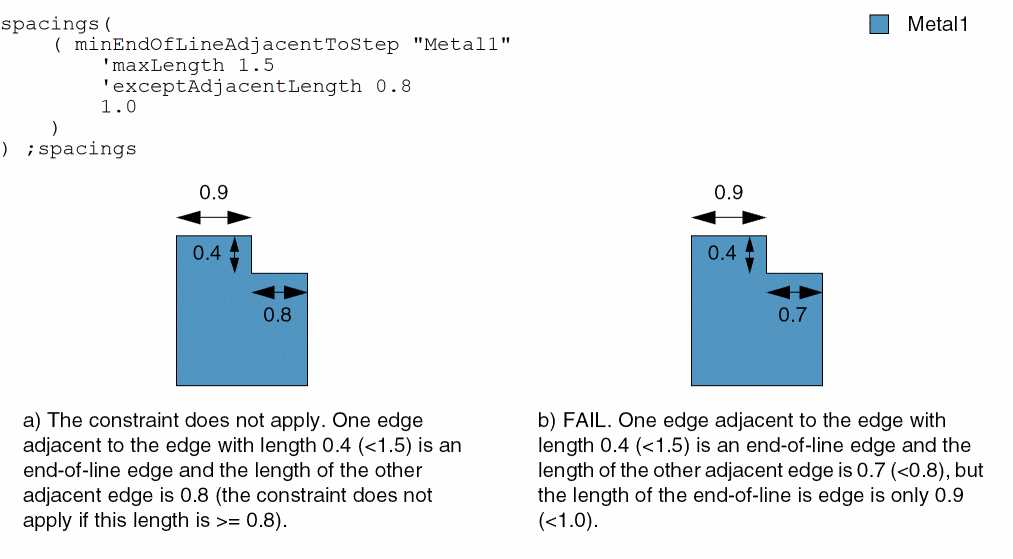 spacings(
( minEndOfLineAdjacentToStep "Metal1"
'maxLength 1.5
'exceptAdjacentLength 0.8
1.0
)
) ;spacings
Metal1
0.9
0.4
0.8
a) The constraint does not apply. One edge
adjacent to the edge with length 0.4 (<1.5) is an
end-of-line edge and the length of the other
adjacent edge is 0.8 (the constraint does not
apply if this length is >= 0.8).
0.9
0.4
0.7
b) FAIL. One edge adjacent to the edge with
length 0.4 (<1.5) is an end-of-line edge and the
length of the other adjacent edge is 0.7 (<0.8), but
the length of the end-of-line is edge is only 0.9
(<1.0).